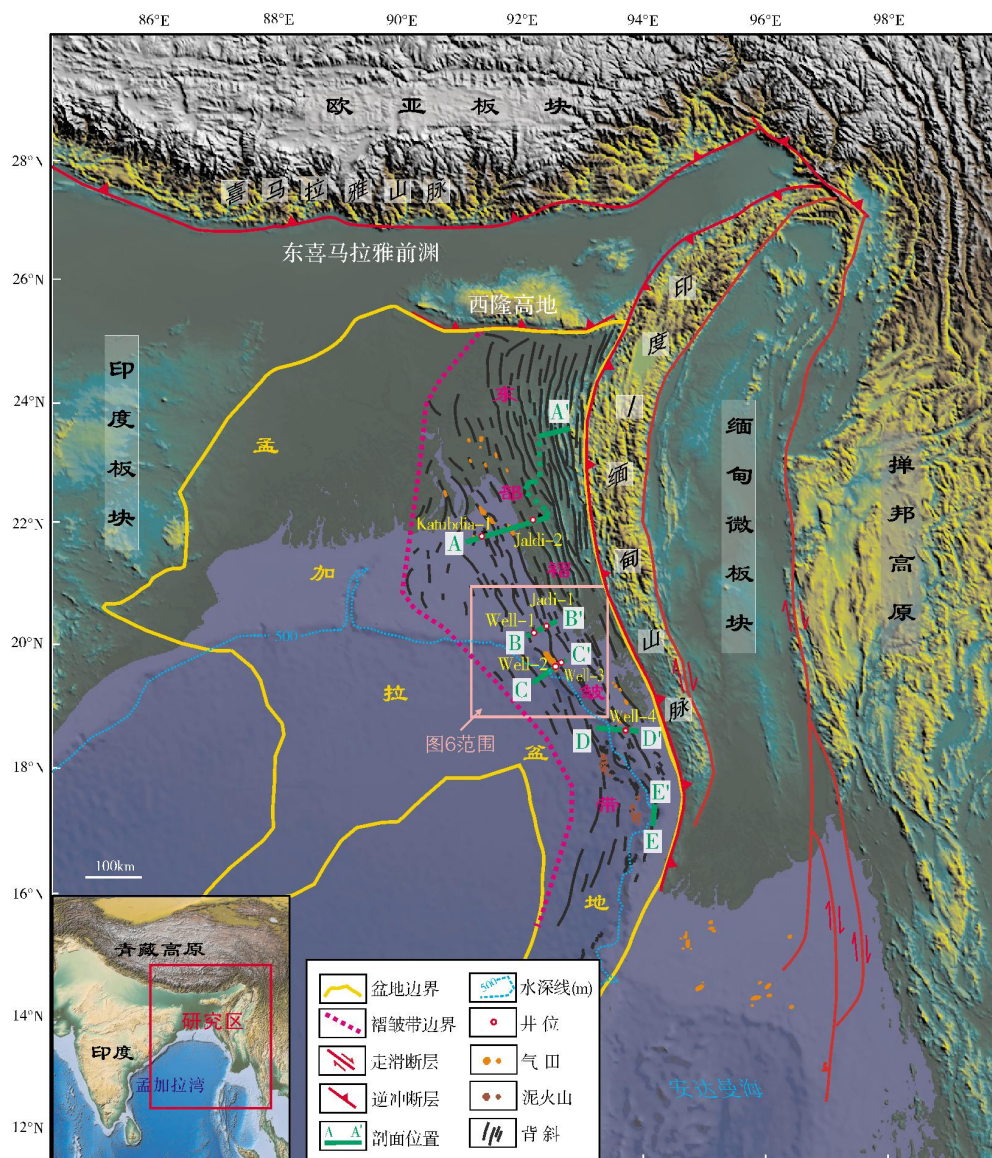 86°E 88°E 90°E 92°E 94°E 96°E 98°E
28°N
26°N
24°N
22°N
20°N
18°N
16°N
14°N
12°N
欧亚板块
喜马拉雅山脉
东喜马拉雅前渊
西隆高地
印度板块
孟加拉盆地
东部褶皱带
印度—缅甸山脉
缅甸微板块
掸邦高原
A'
Katubdia-1
A
Jaldi-2
Jadi-1
Well-1
B'
B
C'
Well-2
Well-3
C
500
图6范围
Well-4
D
D'
E'
E
100km
安达曼海
青藏高原
研究区
印度
孟加拉湾
盆地边界
500
水深线(m)
褶皱带边界
井位
走滑断层
气田
逆冲断层
泥火山
A A'
剖面位置
背斜